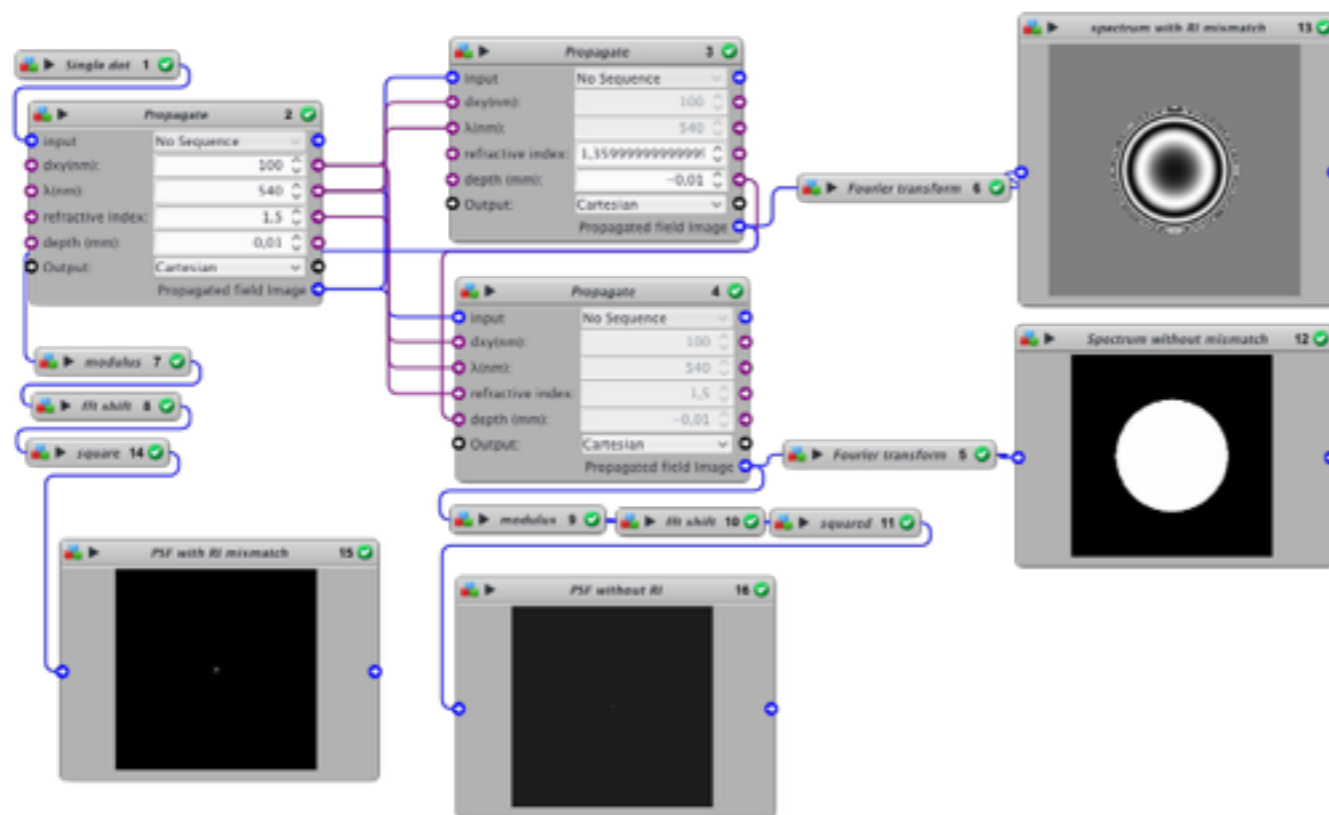 Single dot 1
Propagate 2
input No Sequence
dxy(nm): 100
λ(nm): 540
refractive index: 1,5
depth (mm): 0,01
Output: Cartesian
Propagated field Image
modulus 7
fft shift 8
square 14
PSF with RI mismatch 15
Propagate 3
input No Sequence
dxy(nm): 100
λ(nm): 540
refractive index: 1,3599999999999
depth (mm): -0,01
Output: Cartesian
Propagated field Image
Propagate 4
input No Sequence
dxy(nm): 100
λ(nm): 540
refractive index: 1,5
depth (mm): -0,01
Output: Cartesian
Propagated field Image
modulus 9
fft shift 10
squared 11
PSF without RI 16
Fourier transform 6
Fourier transform 5
spectrum with RI mismatch 13
Spectrum without mismatch 12